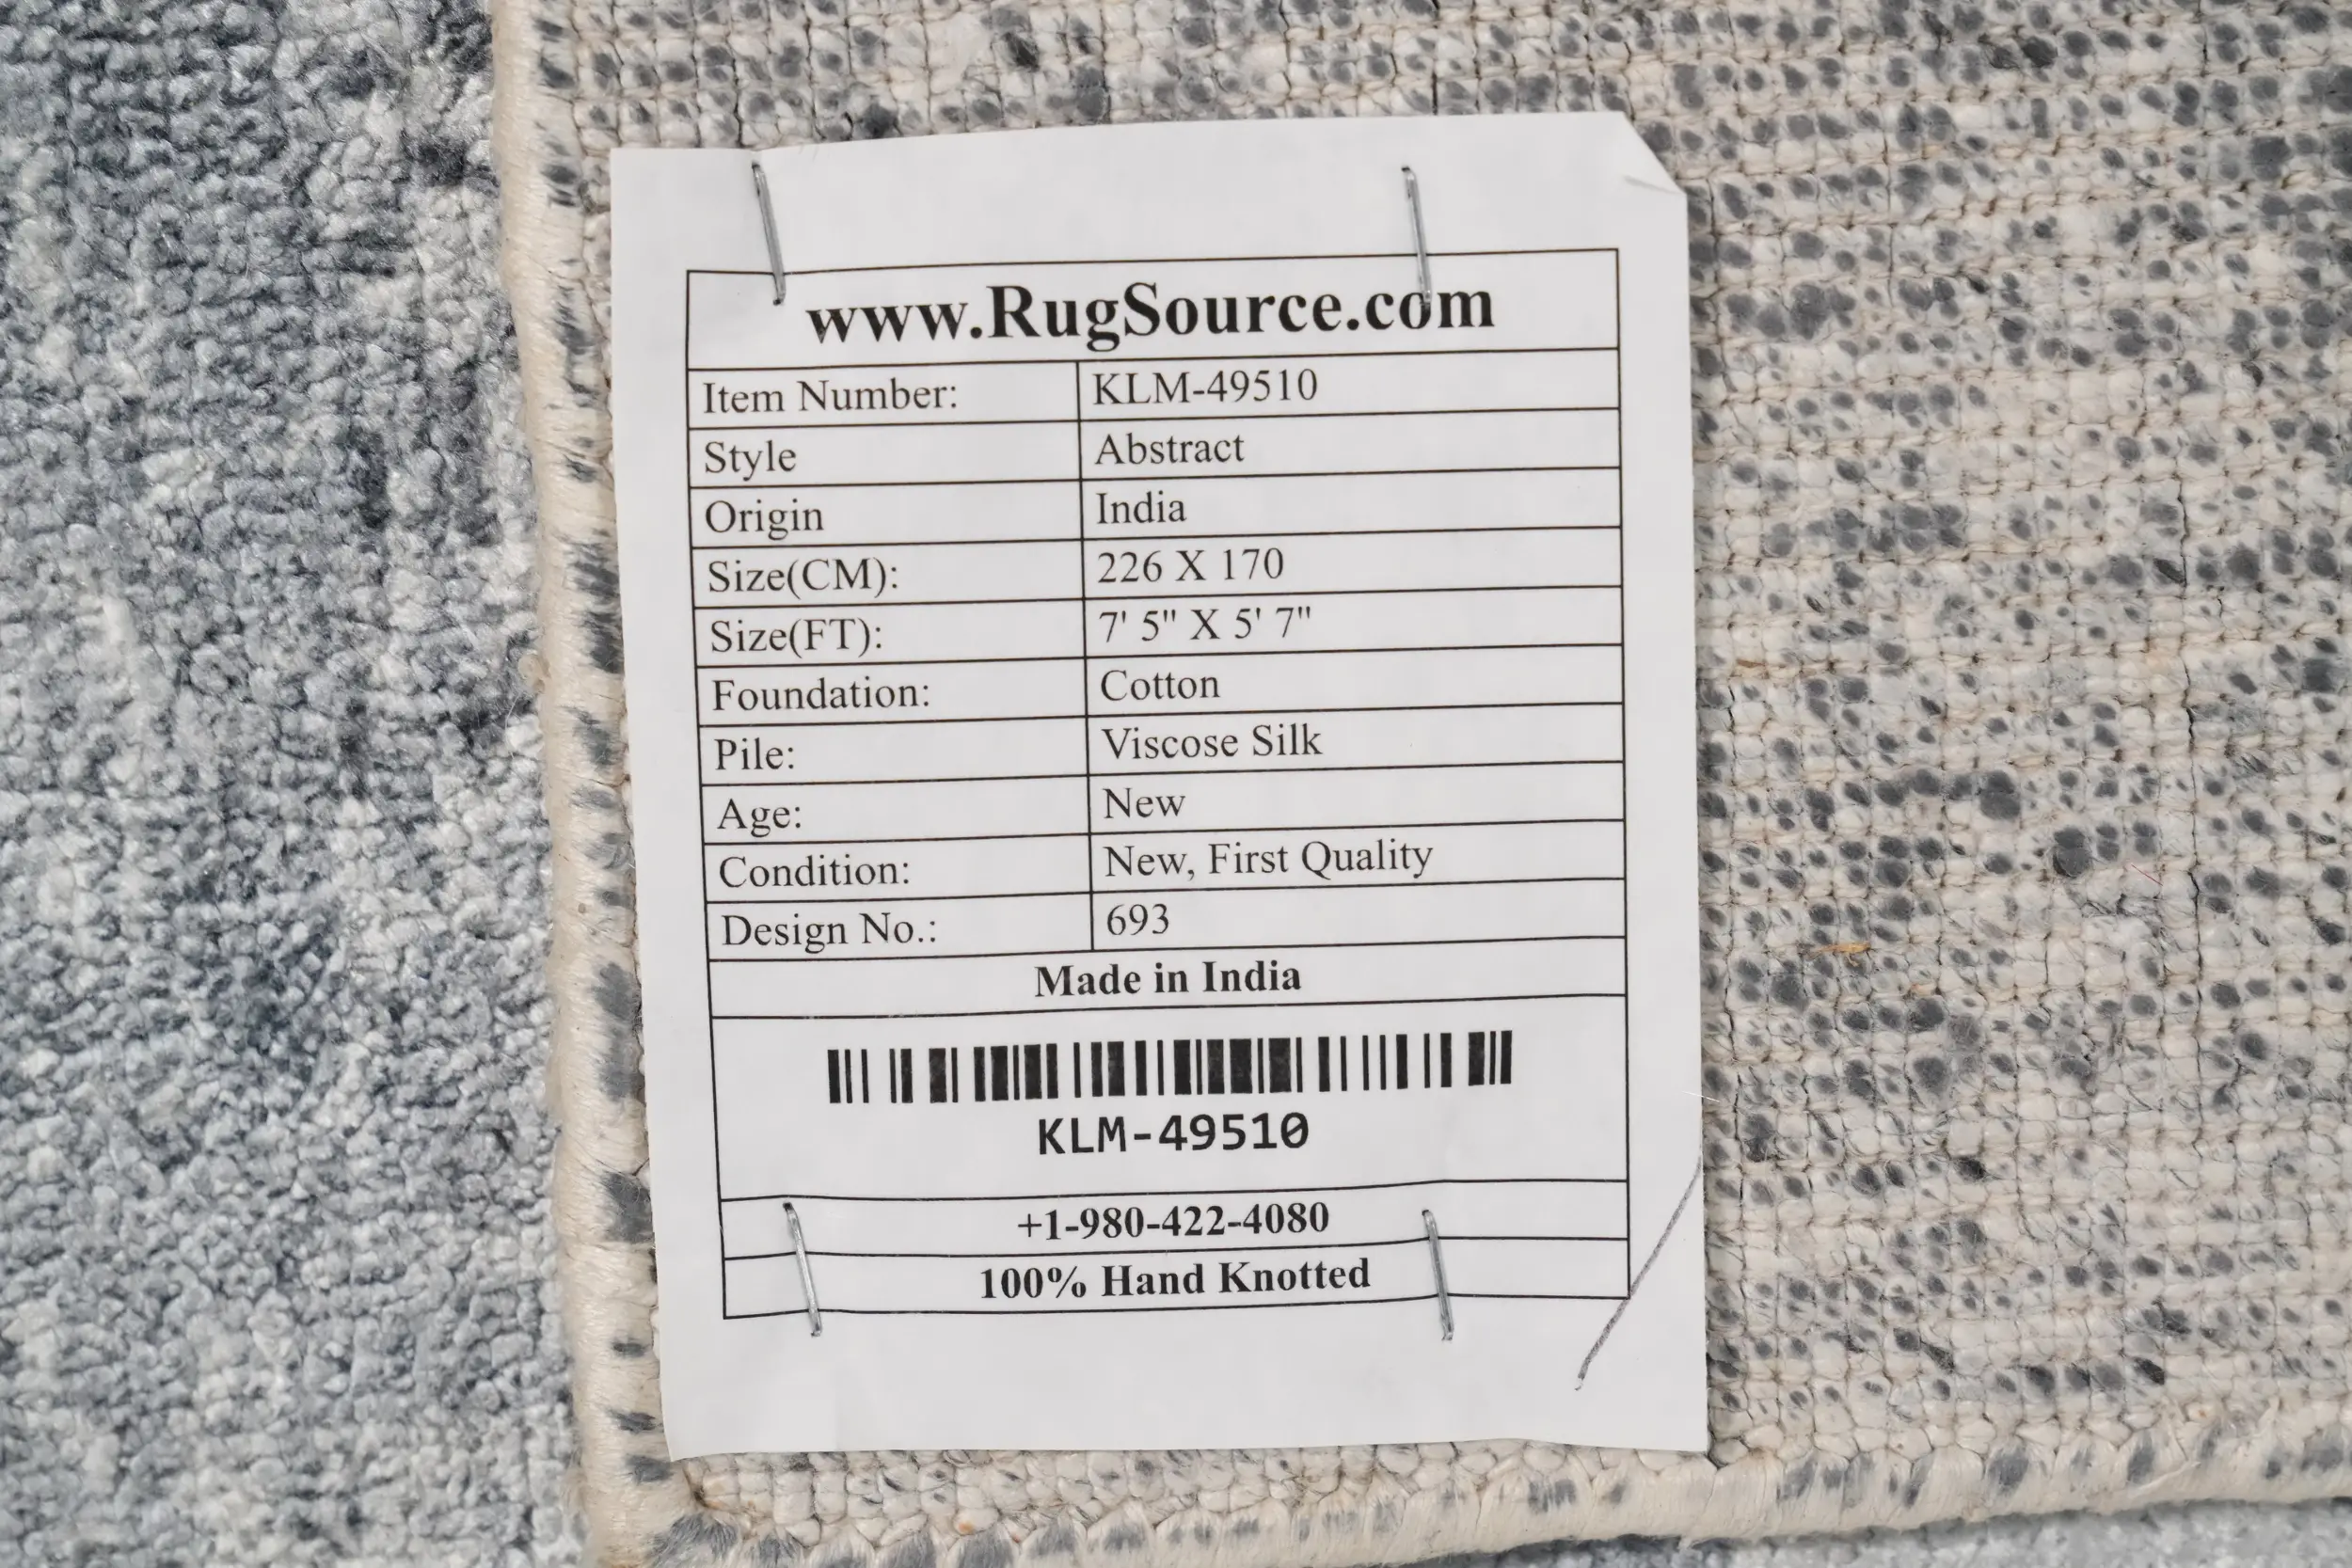 www.RugSource.com
Item Number: KLM-49510
Style Abstract
Origin India
Size(CM): 226 X 170
Size(FT): 7' 5" X 5' 7"
Foundation: Cotton
Pile: Viscose Silk
Age: New
Condition: New, First Quality
Design No.: 693
Made in India
KLM-49510
+1-980-422-4080
100% Hand Knotted